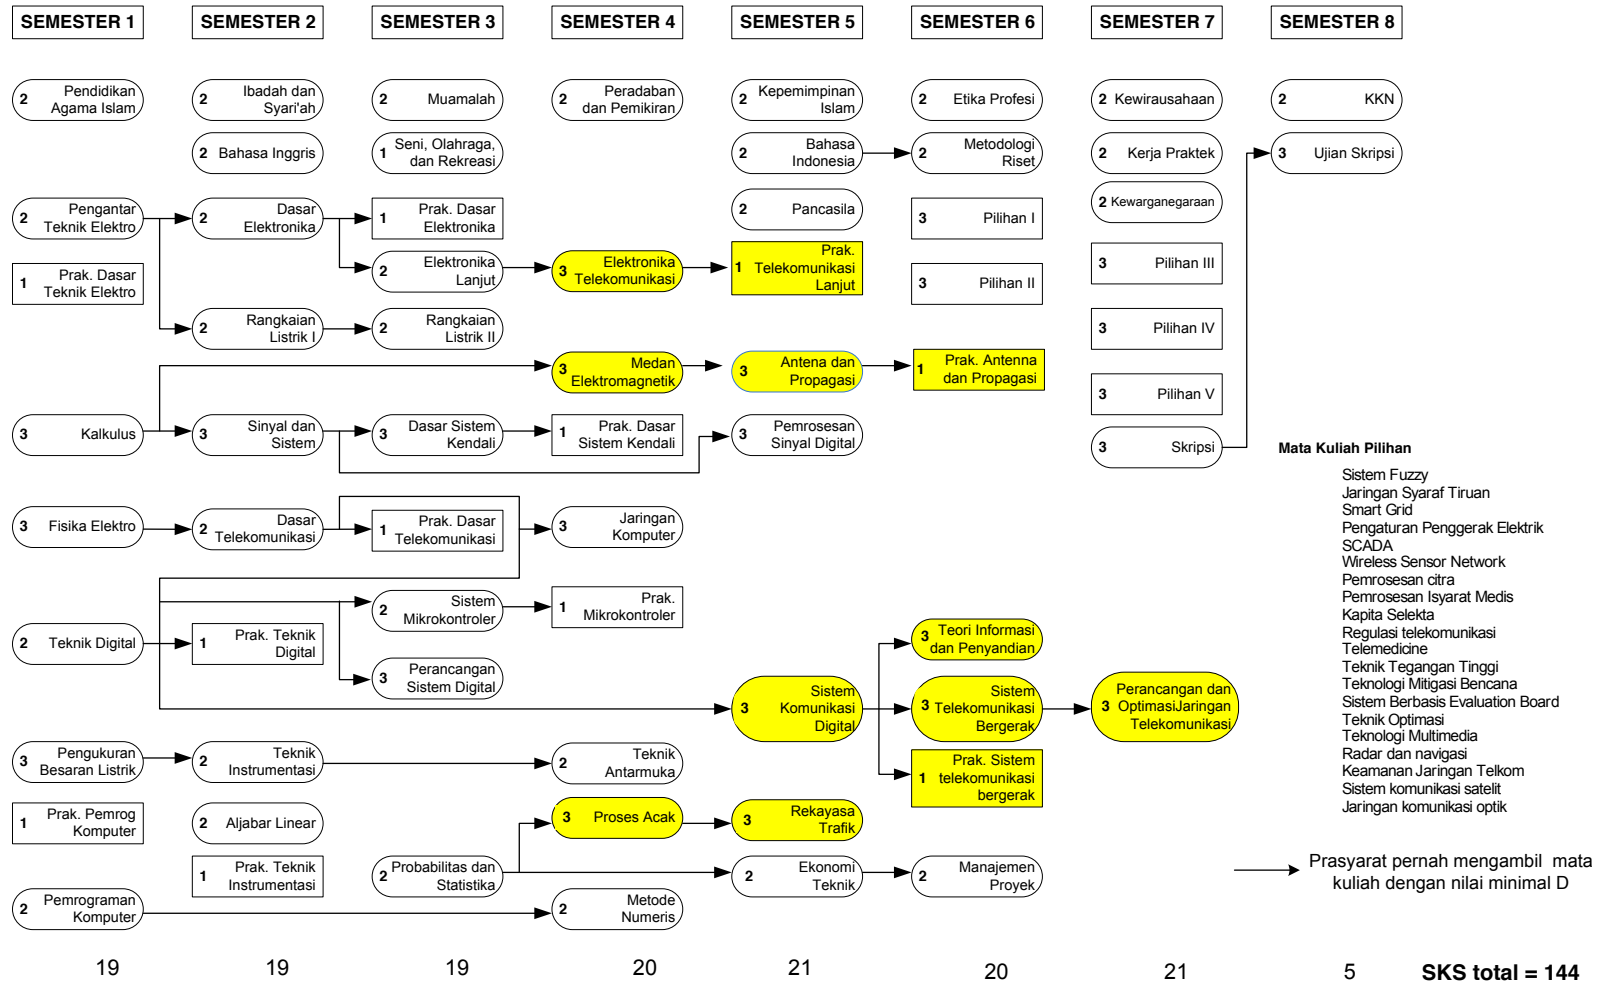 SEMESTER 1
SEMESTER 2
SEMESTER 3
SEMESTER 4
SEMESTER 5
SEMESTER 6
SEMESTER 7
SEMESTER 8
2 Pendidikan
Agama Islam
2 Ibadah dan
Syari'ah
2 Muamalah
2 Peradaban
dan Pemikiran
2 Kepemimpinan
Islam
2 Etika Profesi
2 Kewirausahaan
2 KKN
2 Bahasa Inggris
1 Seni, Olahraga,
dan Rekreasi
2 Bahasa
Indonesia
2 Metodologi
Riset
2 Kerja Praktek
3 Ujian Skripsi
2 Pengantar
Teknik Elektro
2 Dasar
Elektronika
1 Prak. Dasar
Elektronika
2 Pancasila
3 Pilihan I
2 Kewarganegaraan
1 Prak. Dasar
Teknik Elektro
2 Elektronika
Lanjut
3 Elektronika
Telekomunikasi
1 Prak.
Telekomunikasi
Lanjut
3 Pilihan II
3 Pilihan III
2 Rangkaian
Listrik I
2 Rangkaian
Listrik II
3 Pilihan IV
3 Medan
Elektromagnetik
3 Antena dan
Propagasi
1 Prak. Antenna
dan Propagasi
3 Pilihan V
3 Kalkulus
3 Sinyal dan
Sistem
3 Dasar Sistem
Kendali
1 Prak. Dasar
Sistem Kendali
3 Pemrosesan
Sinyal Digital
3 Skripsi
3 Fisika Elektro
2 Dasar
Telekomunikasi
1 Prak. Dasar
Telekomunikasi
3 Jaringan
Komputer
2 Sistem
Mikrokontroler
1 Prak.
Mikrokontroler
2 Teknik Digital
1 Prak. Teknik
Digital
3 Perancangan
Sistem Digital
3 Teori Informasi
dan Penyandian
3 Sistem
Komunikasi
Digital
3 Sistem
Telekomunikasi
Bergerak
3 Perancangan dan
OptimasiJaringan
Telekomunikasi
3 Pengukuran
Besaran Listrik
2 Teknik
Instrumentasi
2 Teknik
Antarmuka
1 Prak. Sistem
telekomunikasi
bergerak
1 Prak. Pemrog
Komputer
2 Aljabar Linear
3 Proses Acak
3 Rekayasa
Trafik
1 Prak. Teknik
Instrumentasi
2 Probabilitas dan
Statistika
2 Ekonomi
Teknik
2 Manajemen
Proyek
2 Pemrograman
Komputer
2 Metode
Numeris
Mata Kuliah Pilihan
Sistem Fuzzy
Jaringan Syaraf Tiruan
Smart Grid
Pengaturan Penggerak Elektrik
SCADA
Wireless Sensor Network
Pemrosesan citra
Pemrosesan Isyarat Medis
Kapita Selekta
Regulasi telekomunikasi
Telemedicine
Teknik Tegangan Tinggi
Teknologi Mitigasi Bencana
Sistem Berbasis Evaluation Board
Teknik Optimasi
Teknologi Multimedia
Radar dan navigasi
Keamanan Jaringan Telkom
Sistem komunikasi satelit
Jaringan komunikasi optik
Prasyarat pernah mengambil mata
kuliah dengan nilai minimal D
19
19
19
20
21
20
21
5
SKS total = 144